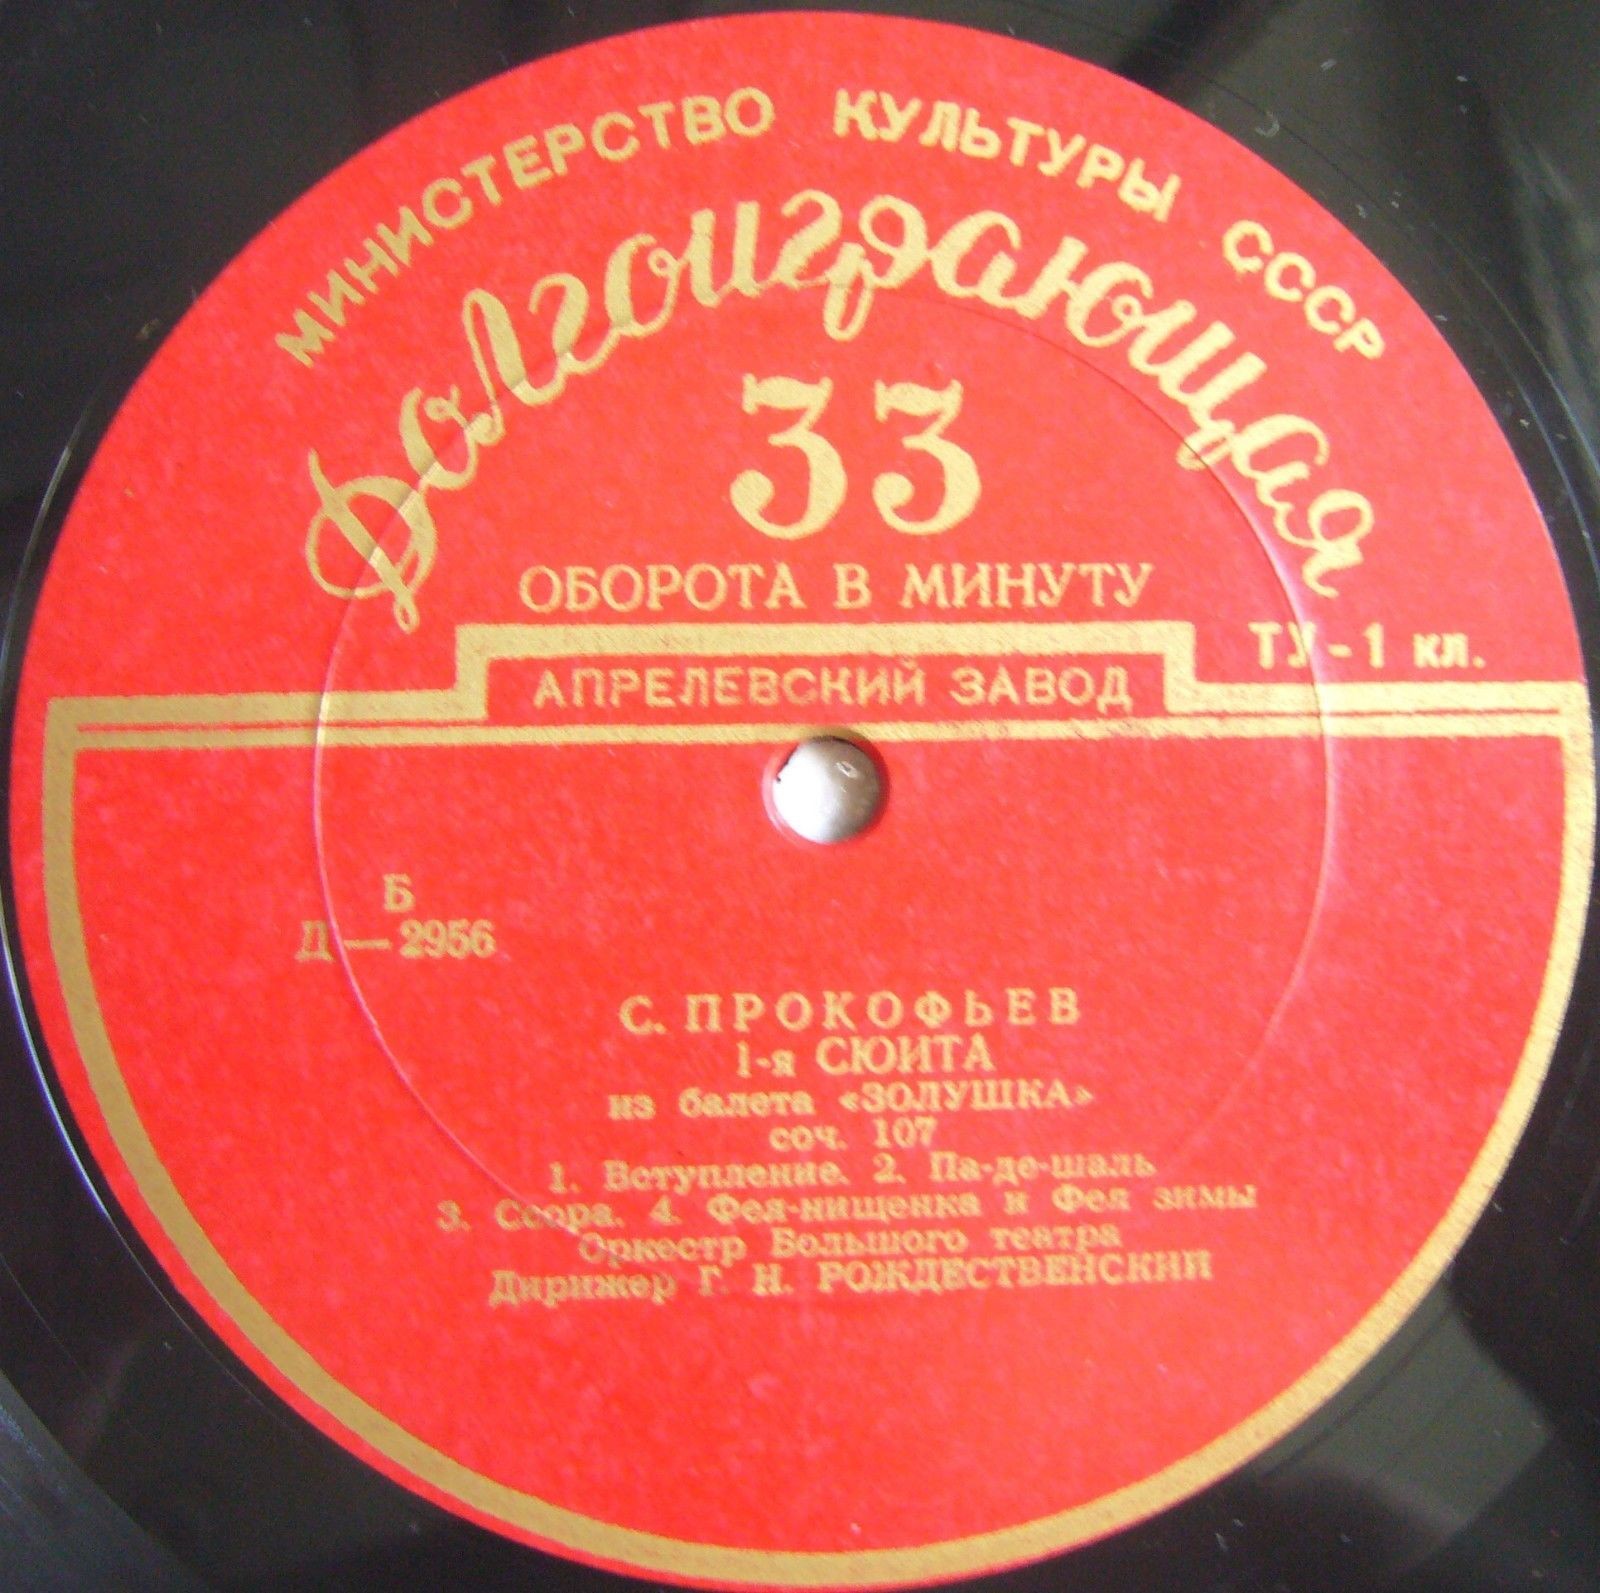 МИНИСТЕРСТВО КУЛЬТУРЫ СССР
Долгоиграющая
33
ОБОРОТА В МИНУТУ
ТУ-1 кл.
АПРЕЛЕВСКИЙ ЗАВОД
Б
Д—2956
С. ПРОКОФЬЕВ
1-я СЮИТА
из балета «ЗОЛУШКА»
соч. 107
1. Вступление. 2. Па-де-шаль
3. Ссора. 4. Фея-нищенка и Фея зимы
Оркестр Большого театра
Дирижер Г. Н. РОЖДЕСТВЕНСКИЙ